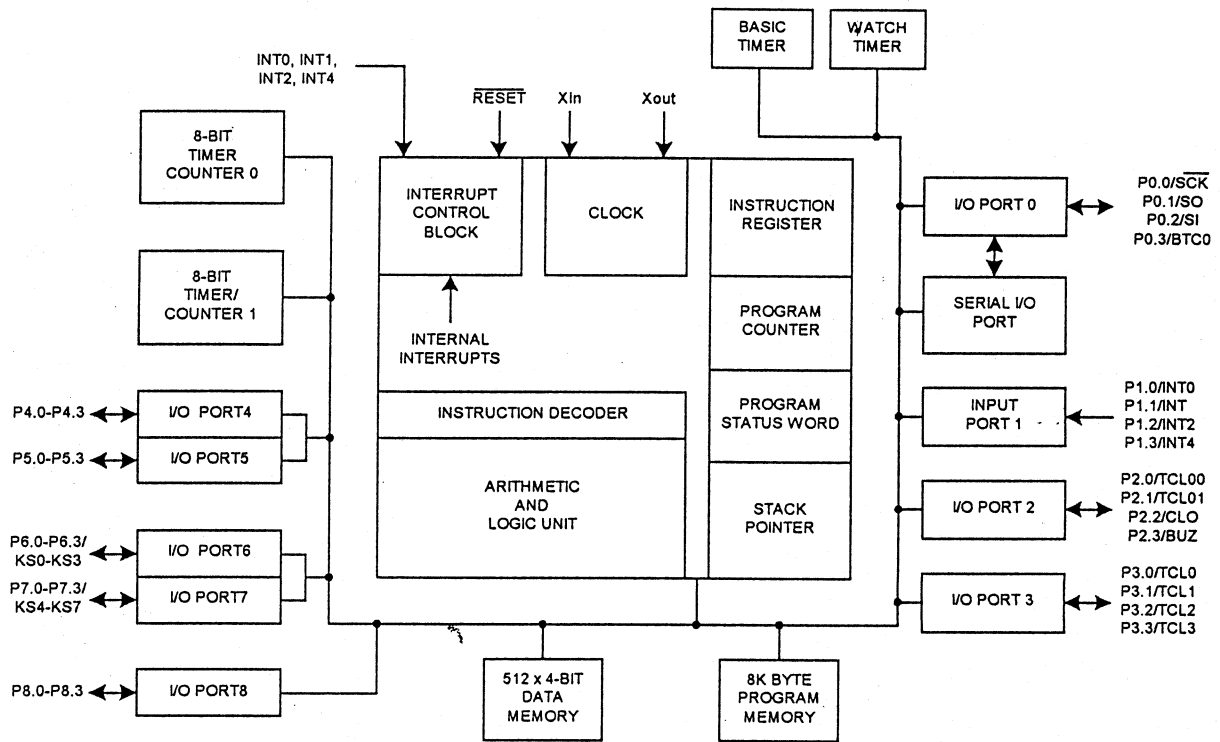 BASIC
TIMER
WATCH
TIMER
INT0, INT1,
INT2, INT4
RESET
XIn
Xout
8-BIT
TIMER
COUNTER 0
INTERRUPT
CONTROL
BLOCK
CLOCK
INSTRUCTION
REGISTER
I/O PORT 0
P0.0/SCK
P0.1/SO
P0.2/SI
P0.3/BTC0
8-BIT
TIMER/
COUNTER 1
INTERNAL
INTERRUPTS
PROGRAM
COUNTER
SERIAL I/O
PORT
P4.0-P4.3
I/O PORT4
P5.0-P5.3
I/O PORT5
INSTRUCTION DECODER
PROGRAM
STATUS WORD
INPUT
PORT 1
P1.0/INT0
P1.1/INT
P1.2/INT2
P1.3/INT4
ARITHMETIC
AND
LOGIC UNIT
STACK
POINTER
I/O PORT 2
P2.0/TCL00
P2.1/TCL01
P2.2/CLO
P2.3/BUZ
P6.0-P6.3/
KS0-KS3
I/O PORT6
P7.0-P7.3/
KS4-KS7
I/O PORT7
I/O PORT 3
P3.0/TCL0
P3.1/TCL1
P3.2/TCL2
P3.3/TCL3
P8.0-P8.3
I/O PORT8
512 x 4-BIT
DATA
MEMORY
8K BYTE
PROGRAM
MEMORY